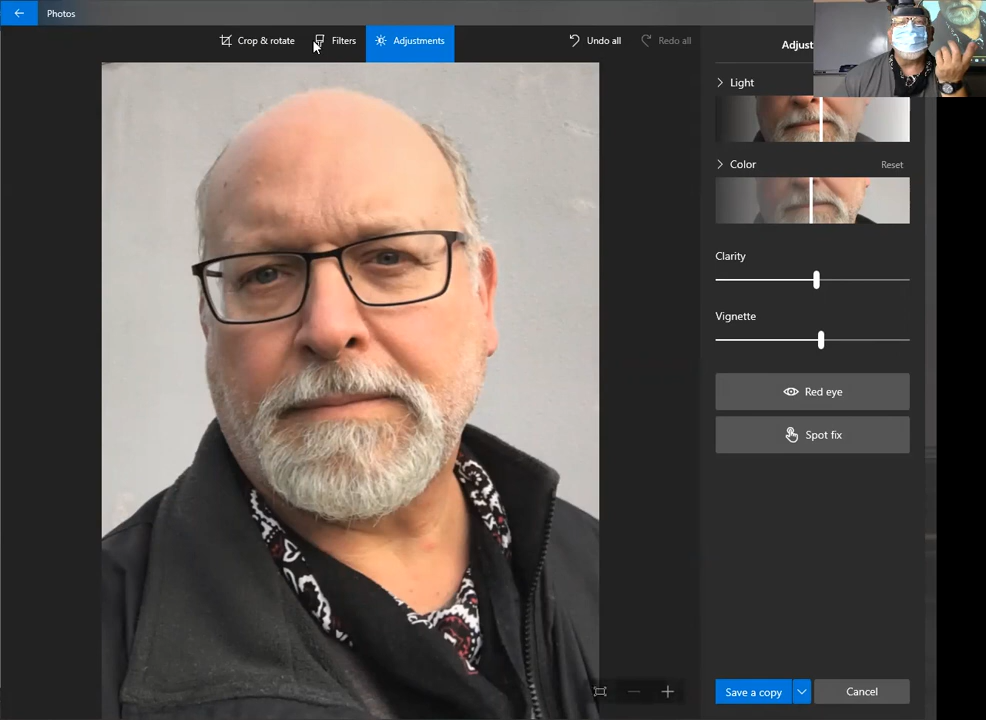 Photos
Crop & rotate Filters Adjustments Undo all Redo all
Adjust
Light
Color Reset
Clarity
Vignette
Red eye
Spot fix
Save a copy Cancel